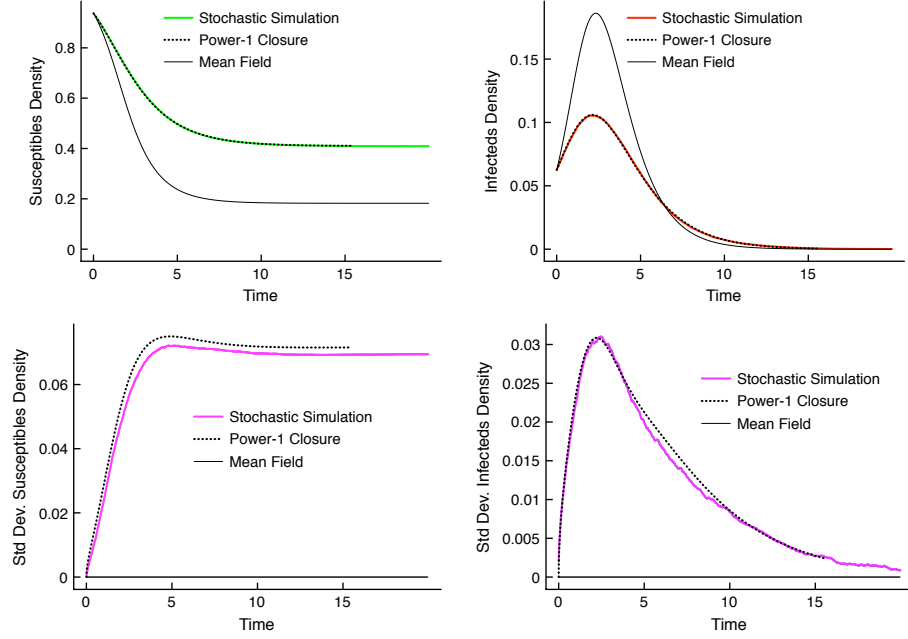 Susceptibles Density
0.8
0.6
0.4
0.2
0
0
5
10
15
Time
Stochastic Simulation
Power-1 Closure
Mean Field
Infecteds Density
0.15
0.1
0.05
0
0
5
10
15
Time
Stochastic Simulation
Power-1 Closure
Mean Field
Std Dev. Susceptibles Density
0.06
0.04
0.02
0
0
5
10
15
Time
Stochastic Simulation
Power-1 Closure
Mean Field
Std Dev. Infecteds Density
0.03
0.02
0.01
0.025
0.015
0.005
0.000
0
5
10
15
Time
Stochastic Simulation
Power-1 Closure
Mean Field